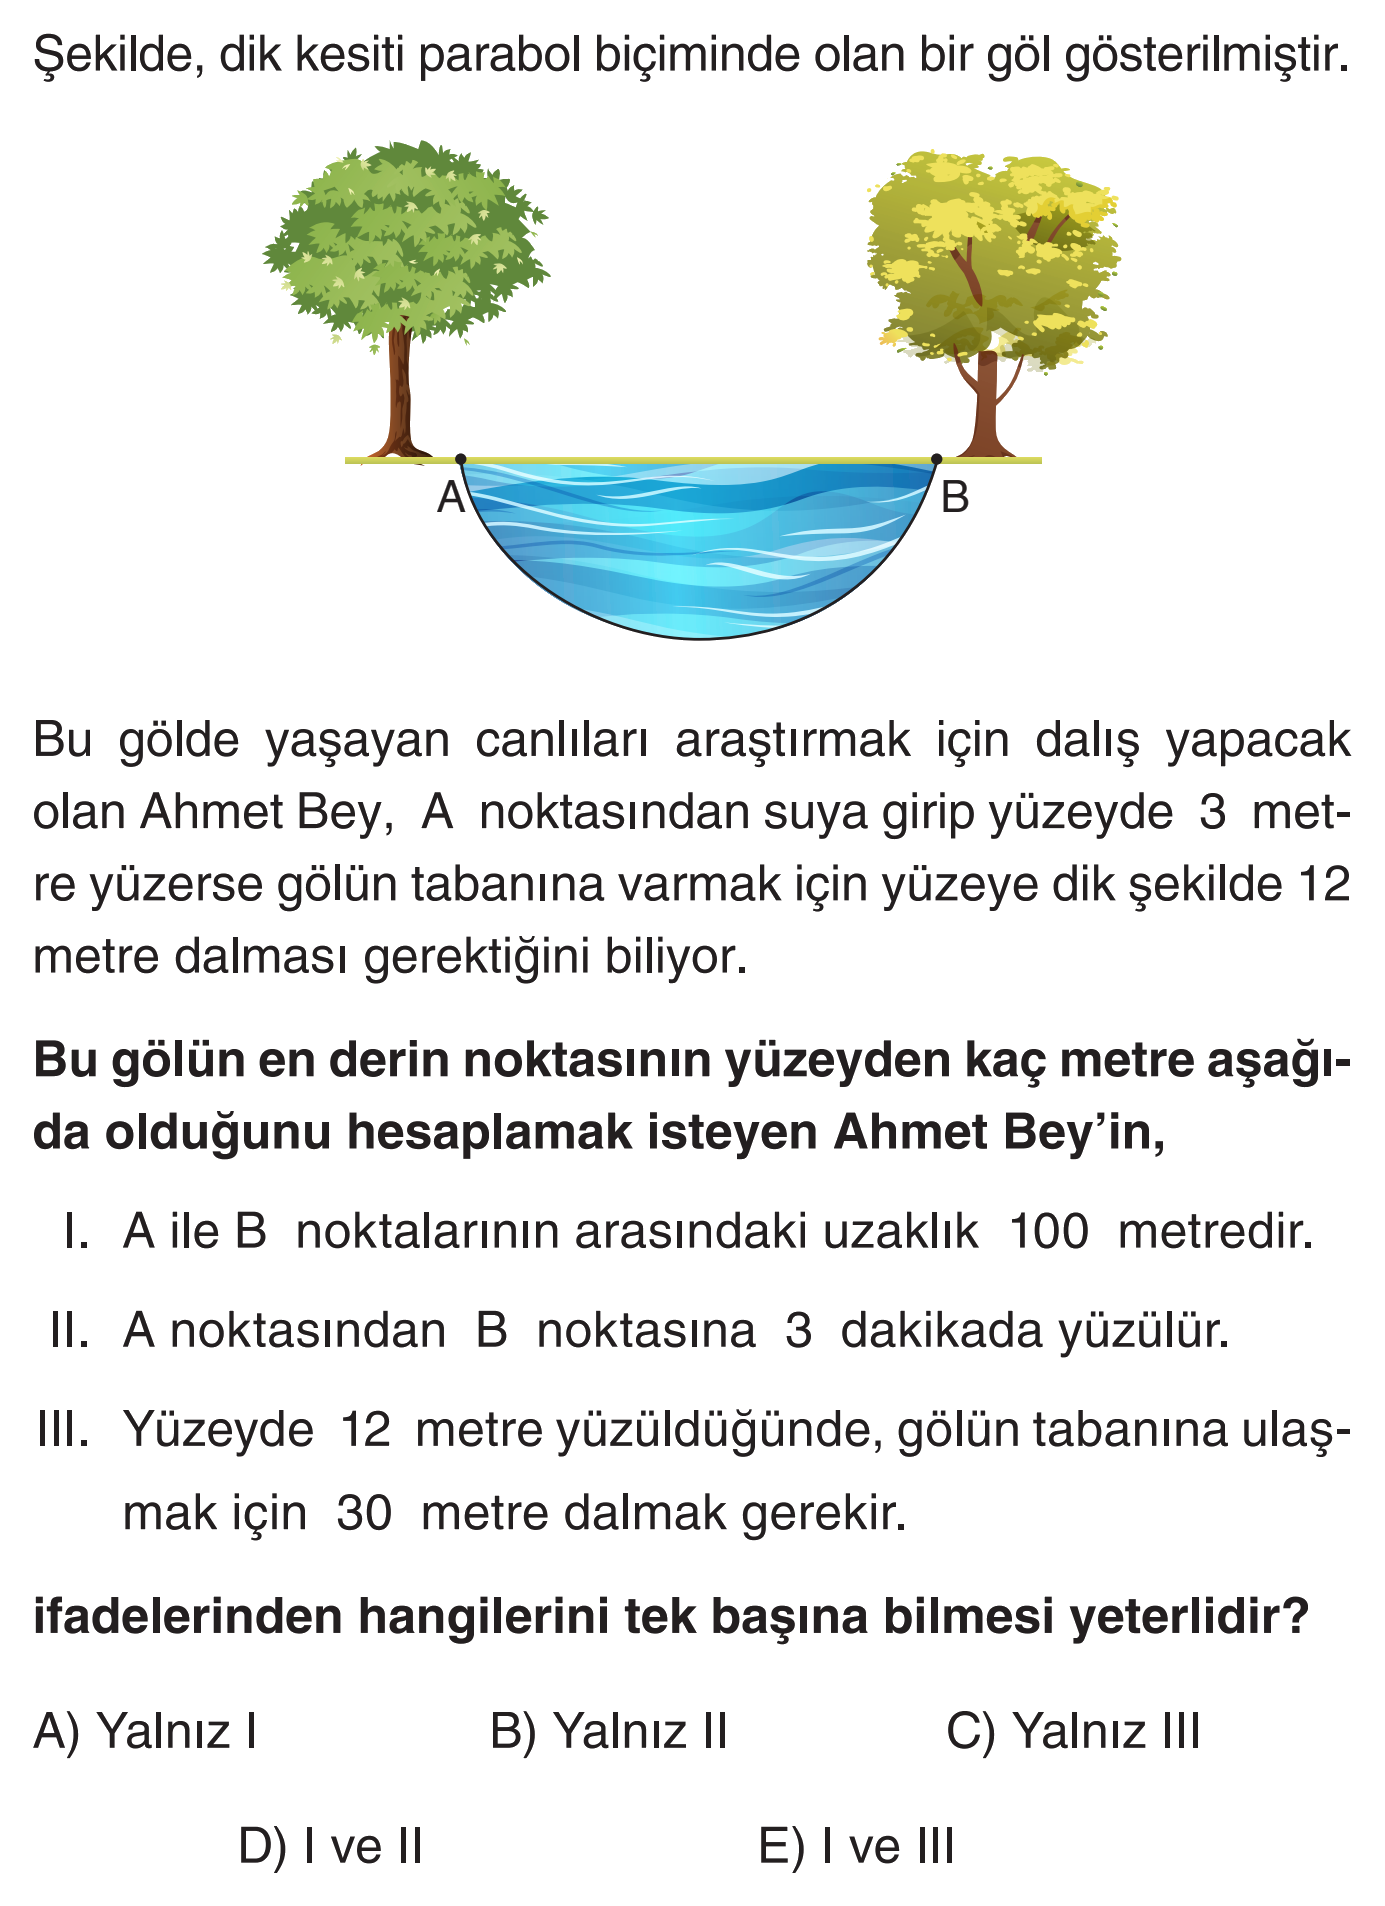 Şekilde, dik kesiti parabol biçiminde olan bir göl gösterilmiştir.
A
B
Bu gölde yaşayan canlıları araştırmak için dalış yapacak
olan Ahmet Bey, A noktasından suya girip yüzeyde 3 met-
re yüzerse gölün tabanına varmak için yüzeye dik şekilde 12
metre dalması gerektiğini biliyor.
Bu gölün en derin noktasının yüzeyden kaç metre aşağı-
da olduğunu hesaplamak isteyen Ahmet Bey’in,
I. A ile B noktalarının arasındaki uzaklık 100 metredir.
II. A noktasından B noktasına 3 dakikada yüzülür.
III. Yüzeyde 12 metre yüzüldüğünde, gölün tabanına ulaş-
mak için 30 metre dalmak gerekir.
ifadelerinden hangilerini tek başına bilmesi yeterlidir?
A) Yalnız I B) Yalnız II C) Yalnız III
D) I ve II E) I ve III